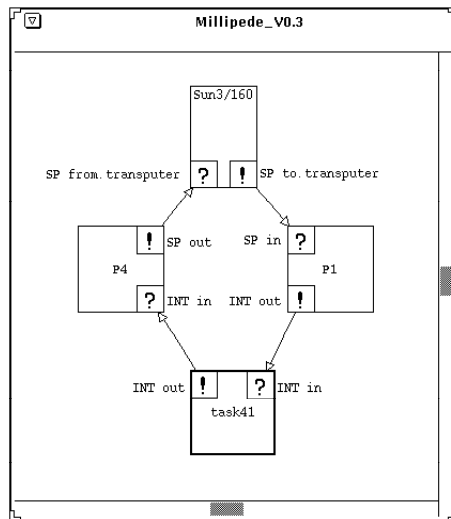 Millipede_V0.3
Sun3/160
SP from.transputer ? ! SP to.transputer
! SP out SP in ?
P4 P1
? INT in INT out !
INT out ! ? INT in
task41